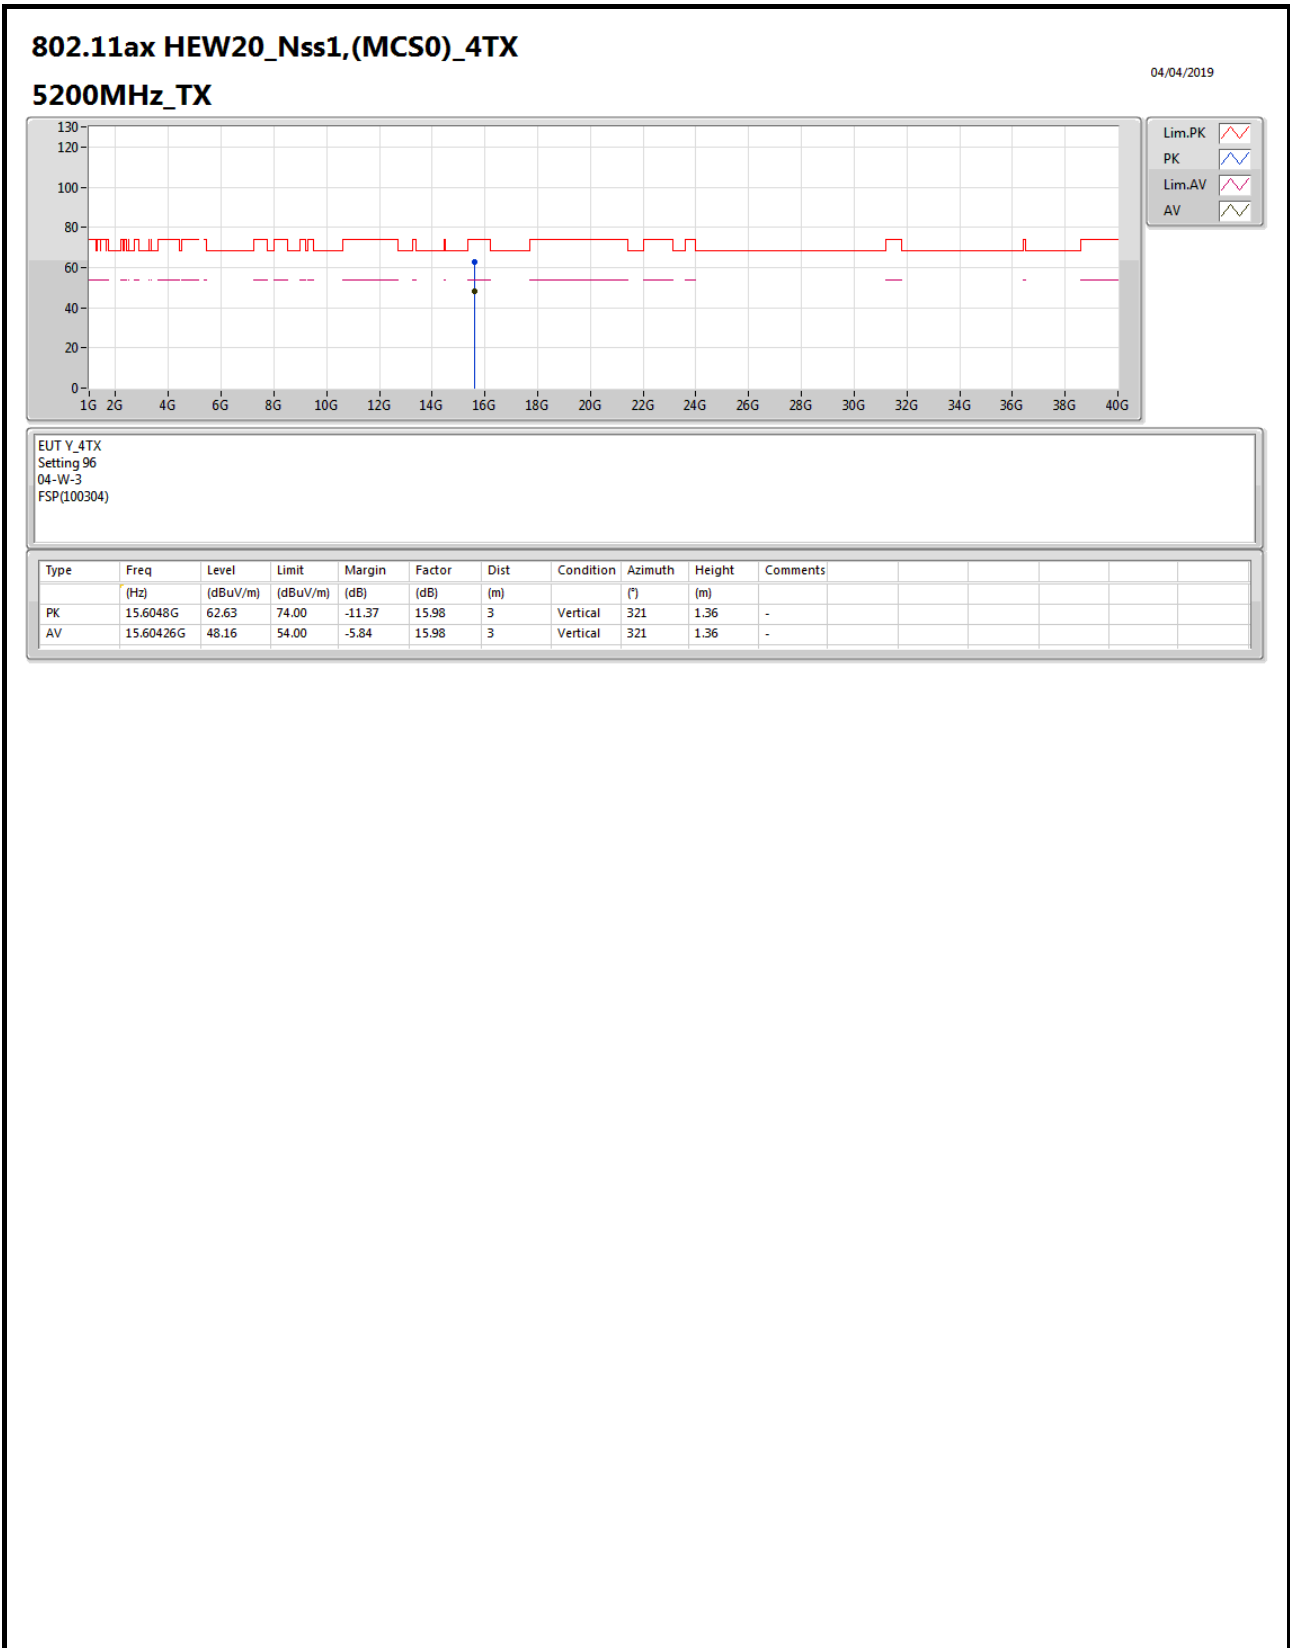 802.11ax HEW20_Nss1,(MCS0)_4TX
04/04/2019
5200MHz_TX
130
120
100
80
60
40
20
0
1G 2G 4G 6G 8G 10G 12G 14G 16G 18G 20G 22G 24G 26G 28G 30G 32G 34G 36G 38G 40G
Lim.PK
PK
Lim.AV
AV
EUT Y_4TX
Setting 96
04-W-3
FSP(100304)
Type Freq Level Limit Margin Factor Dist Condition Azimuth Height Comments
(Hz) (dBuV/m) (dBuV/m) (dB) (dB) (m) (°) (m)
PK 15.6048G 62.63 74.00 -11.37 15.98 3 Vertical 321 1.36 -
AV 15.60426G 48.16 54.00 -5.84 15.98 3 Vertical 321 1.36 -